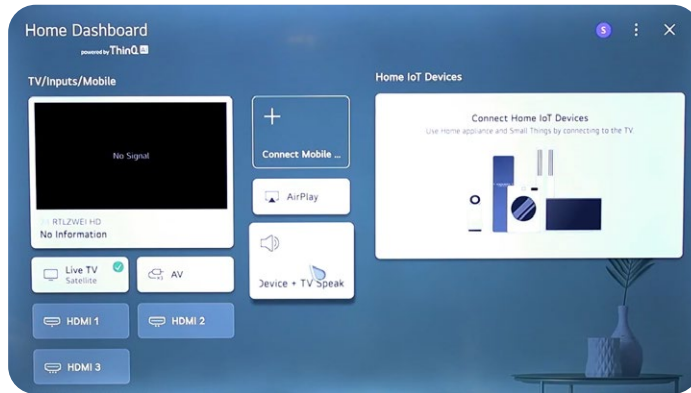 Home Dashboard
powered by ThinQ
S
TV/Inputs/Mobile
No Signal
RTLZWEI HD
No Information
Live TV
Satellite
AV
HDMI 1
HDMI 2
HDMI 3
Connect Mobile ...
AirPlay
Device + TV Speak
Home IoT Devices
Connect Home IoT Devices
Use Home appliance and Small Things by connecting to the TV.